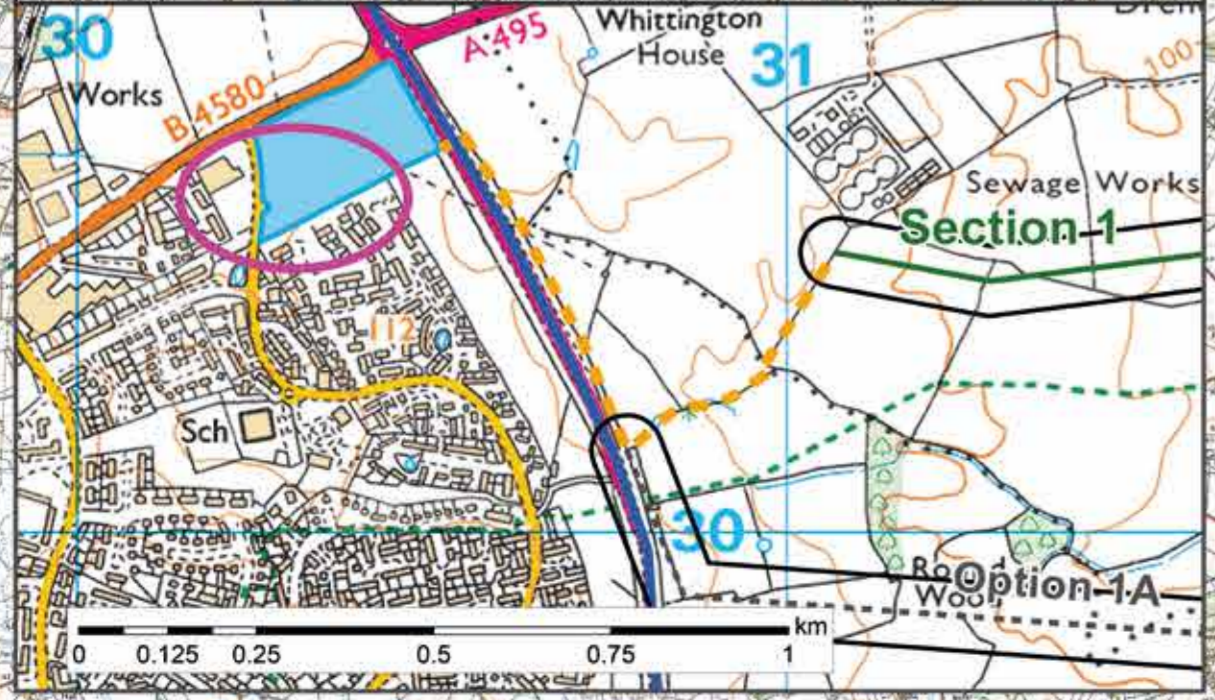 30
A 495
Whittington
House
31
100
Works
B 4580
Sewage Works
Section 1
112
Sch
30
Option 1A
km
0
0.125
0.25
0.5
0.75
1